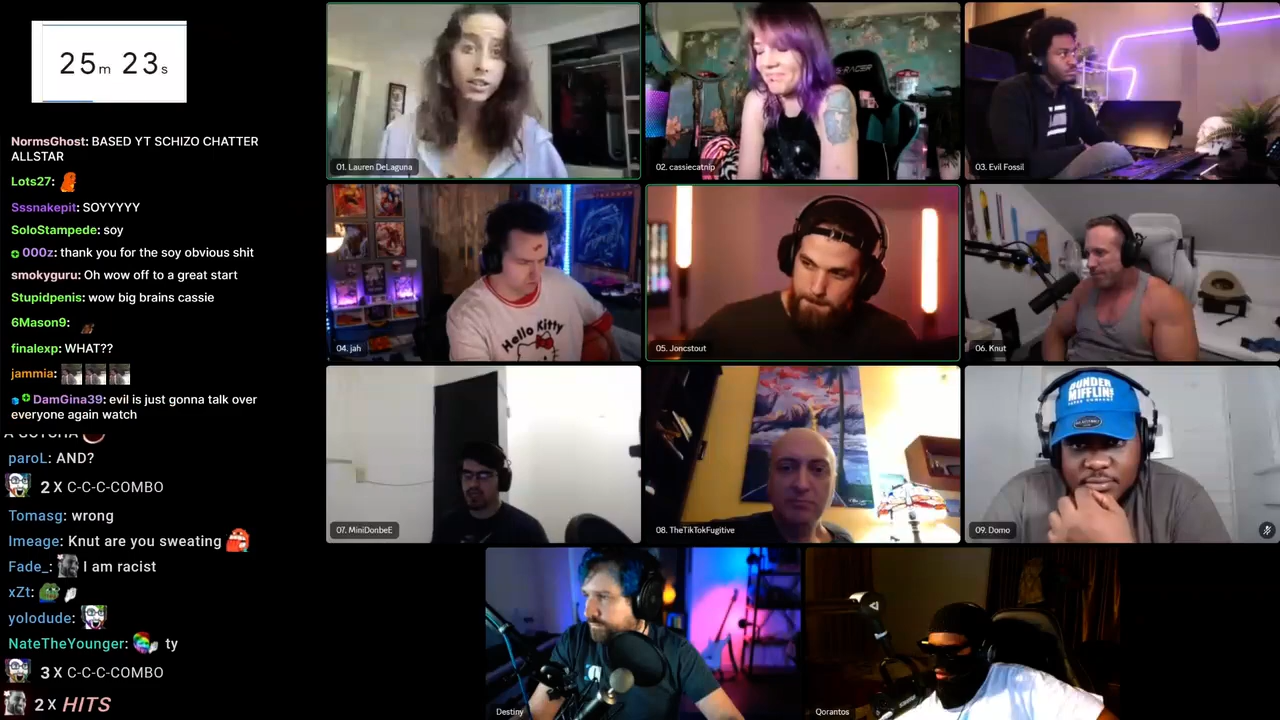 25m 23s
NormsGhost: BASED YT SCHIZO CHATTER
ALLSTAR
Lots27:
Sssnakepit: SOYYYYY
SoloStampede: soy
000z: thank you for the soy obvious shit
smokyguru: Oh wow off to a great start
Stupidpenis: wow big brains cassie
6Mason9:
finalexp: WHAT??
jammia:
DamGina39: evil is just gonna talk over
everyone again watch
A GOTCHA
paroL: AND?
2 X C-C-C-COMBO
Tomasg: wrong
Imeage: Knut are you sweating
Fade_: I am racist
xZt:
yolodude:
NateTheYounger: ty
3 X C-C-C-COMBO
2 X HITS
01. Lauren DeLaguna
02. cassiecatnip
03. Evil Fossil
04. jah
05. Joncstout
06. Knut
07. MiniDonbeE
08. TheTikTokFugitive
09. Domo
Destiny
Qorantos
Hello Kitty
DUNDER
MIFFLIN